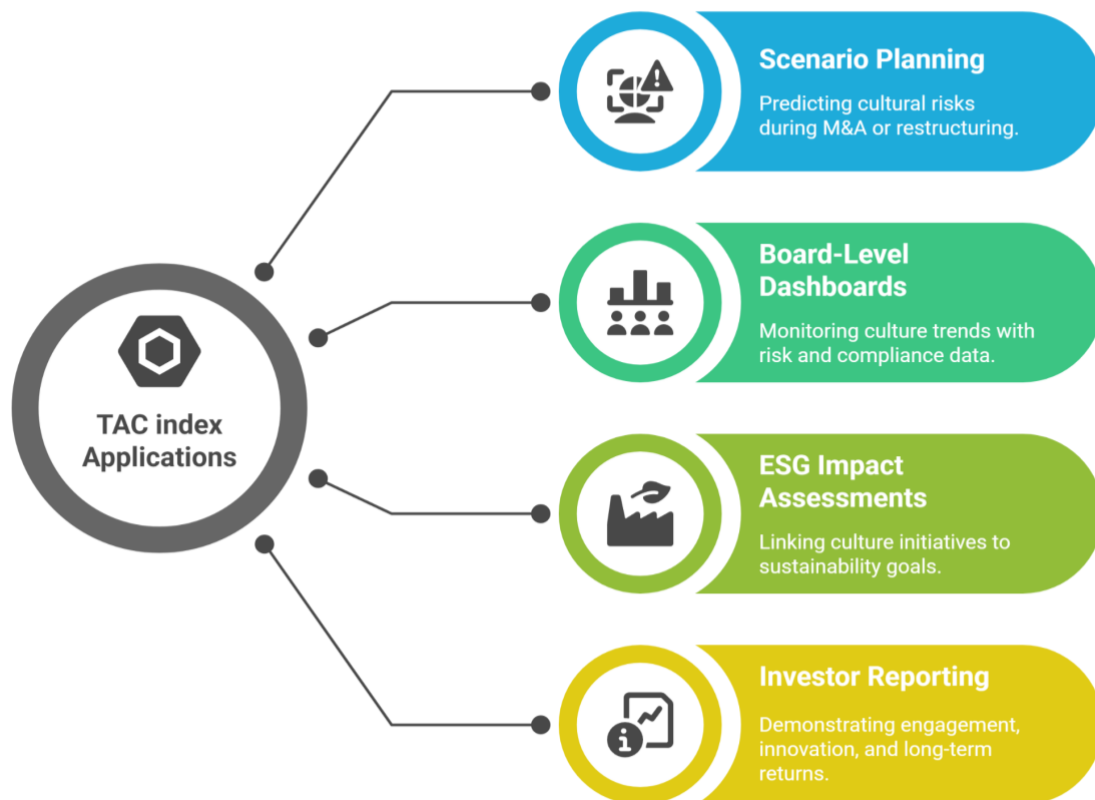 TAC index
Applications
Scenario Planning
Predicting cultural risks
during M&A or restructuring.
Board-Level
Dashboards
Monitoring culture trends with
risk and compliance data.
ESG Impact
Assessments
Linking culture initiatives to
sustainability goals.
Investor Reporting
Demonstrating engagement,
innovation, and long-term
returns.